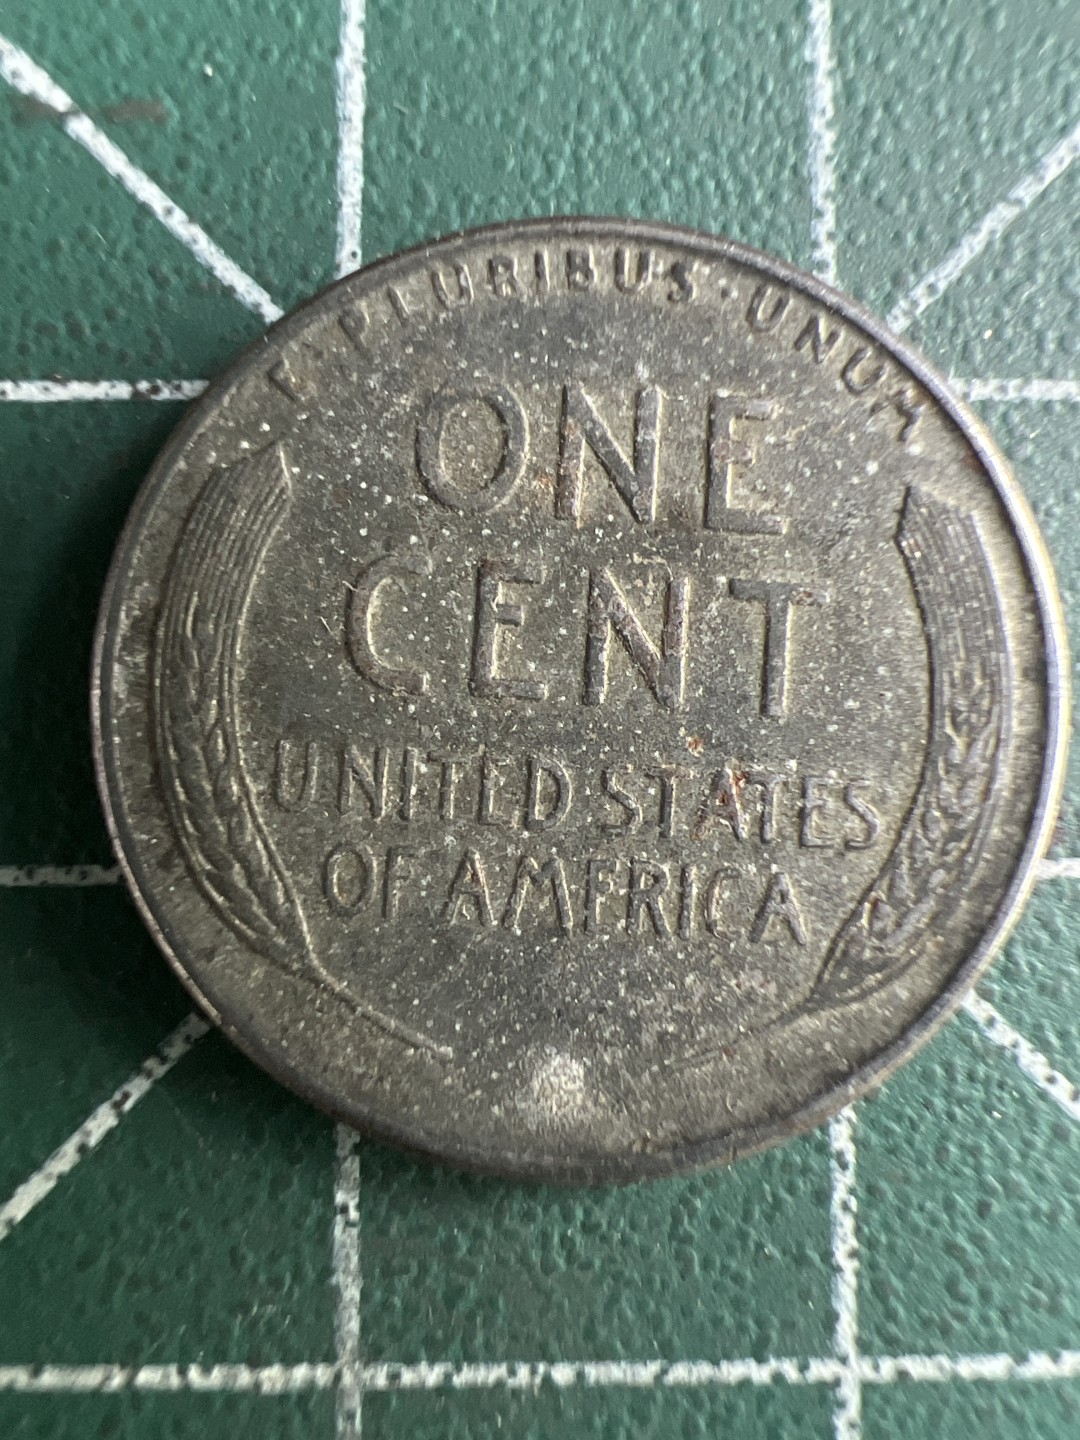 E · PLURIBUS · UNUM
ONE
CENT
UNITED STATES
OF AMERICA